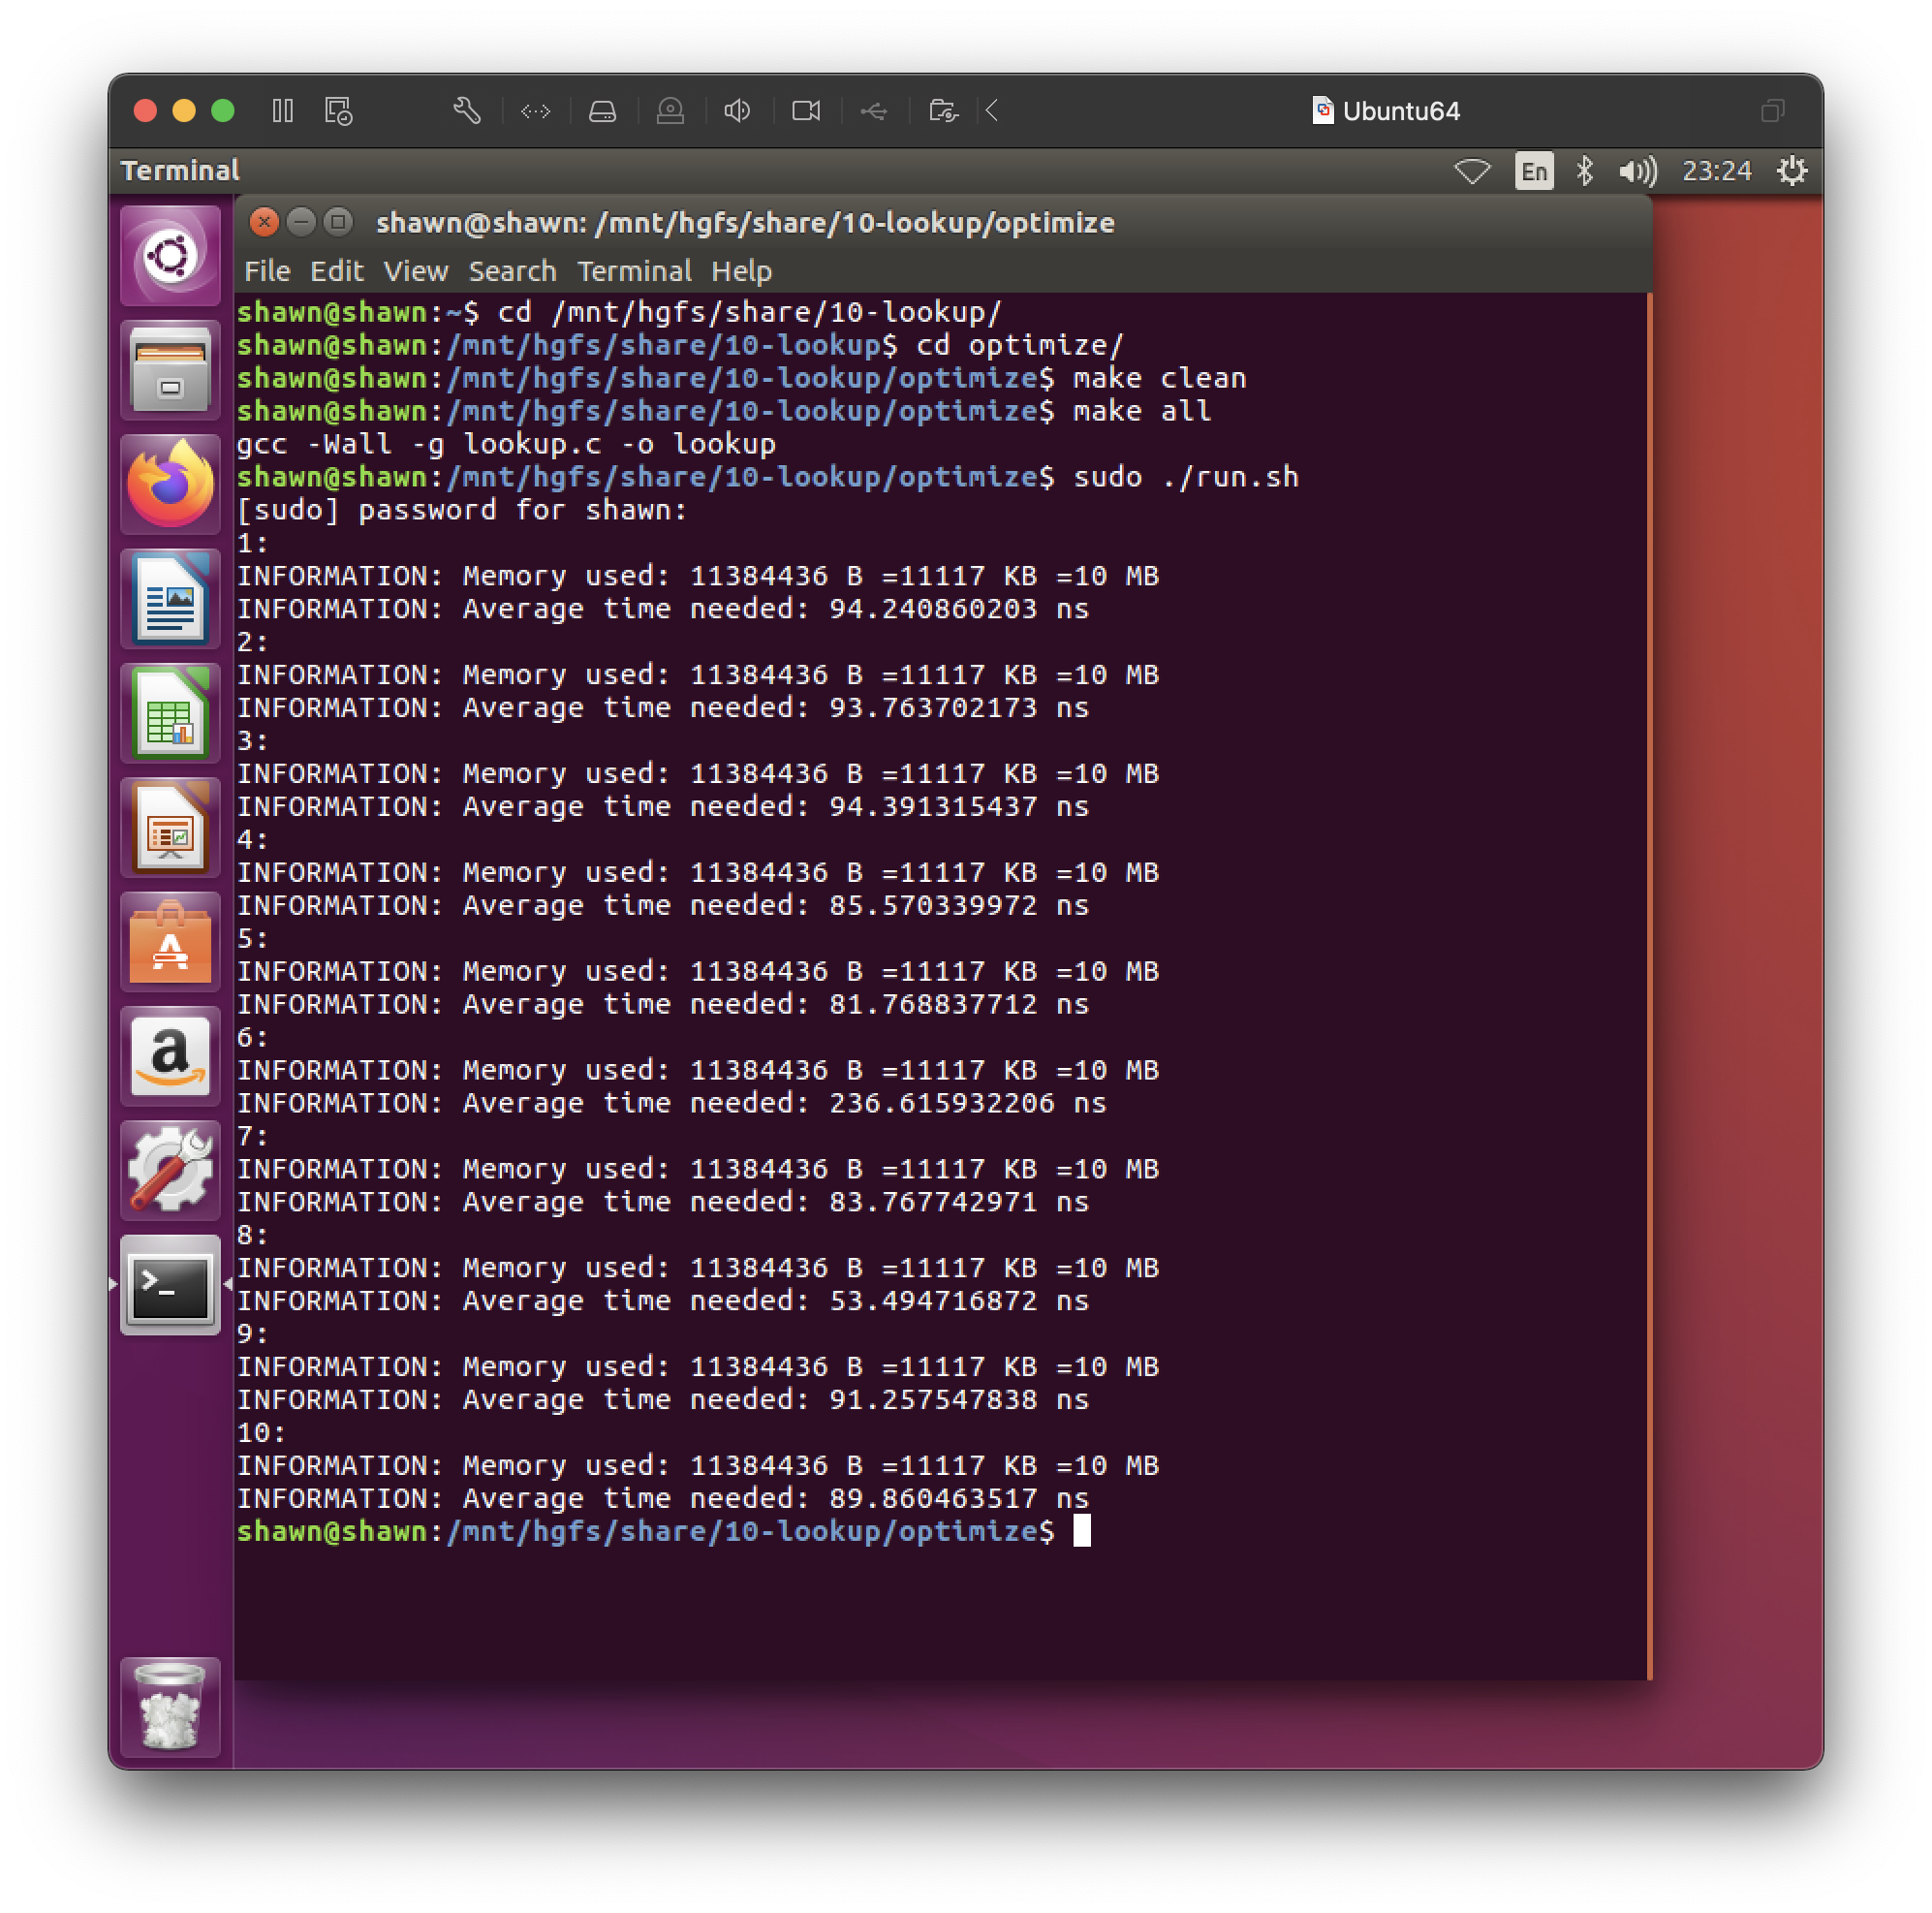 Ubuntu64
Terminal
En
23:24
shawn@shawn: /mnt/hgfs/share/10-lookup/optimize
File Edit View Search Terminal Help
shawn@shawn:~$ cd /mnt/hgfs/share/10-lookup/
shawn@shawn:/mnt/hgfs/share/10-lookup$ cd optimize/
shawn@shawn:/mnt/hgfs/share/10-lookup/optimize$ make clean
shawn@shawn:/mnt/hgfs/share/10-lookup/optimize$ make all
gcc -Wall -g lookup.c -o lookup
shawn@shawn:/mnt/hgfs/share/10-lookup/optimize$ sudo ./run.sh
[sudo] password for shawn:
1:
INFORMATION: Memory used: 11384436 B =11117 KB =10 MB
INFORMATION: Average time needed: 94.240860203 ns
2:
INFORMATION: Memory used: 11384436 B =11117 KB =10 MB
INFORMATION: Average time needed: 93.763702173 ns
3:
INFORMATION: Memory used: 11384436 B =11117 KB =10 MB
INFORMATION: Average time needed: 94.391315437 ns
4:
INFORMATION: Memory used: 11384436 B =11117 KB =10 MB
INFORMATION: Average time needed: 85.570339972 ns
5:
INFORMATION: Memory used: 11384436 B =11117 KB =10 MB
INFORMATION: Average time needed: 81.768837712 ns
6:
INFORMATION: Memory used: 11384436 B =11117 KB =10 MB
INFORMATION: Average time needed: 236.615932206 ns
7:
INFORMATION: Memory used: 11384436 B =11117 KB =10 MB
INFORMATION: Average time needed: 83.767742971 ns
8:
INFORMATION: Memory used: 11384436 B =11117 KB =10 MB
INFORMATION: Average time needed: 53.494716872 ns
9:
INFORMATION: Memory used: 11384436 B =11117 KB =10 MB
INFORMATION: Average time needed: 91.257547838 ns
10:
INFORMATION: Memory used: 11384436 B =11117 KB =10 MB
INFORMATION: Average time needed: 89.860463517 ns
shawn@shawn:/mnt/hgfs/share/10-lookup/optimize$